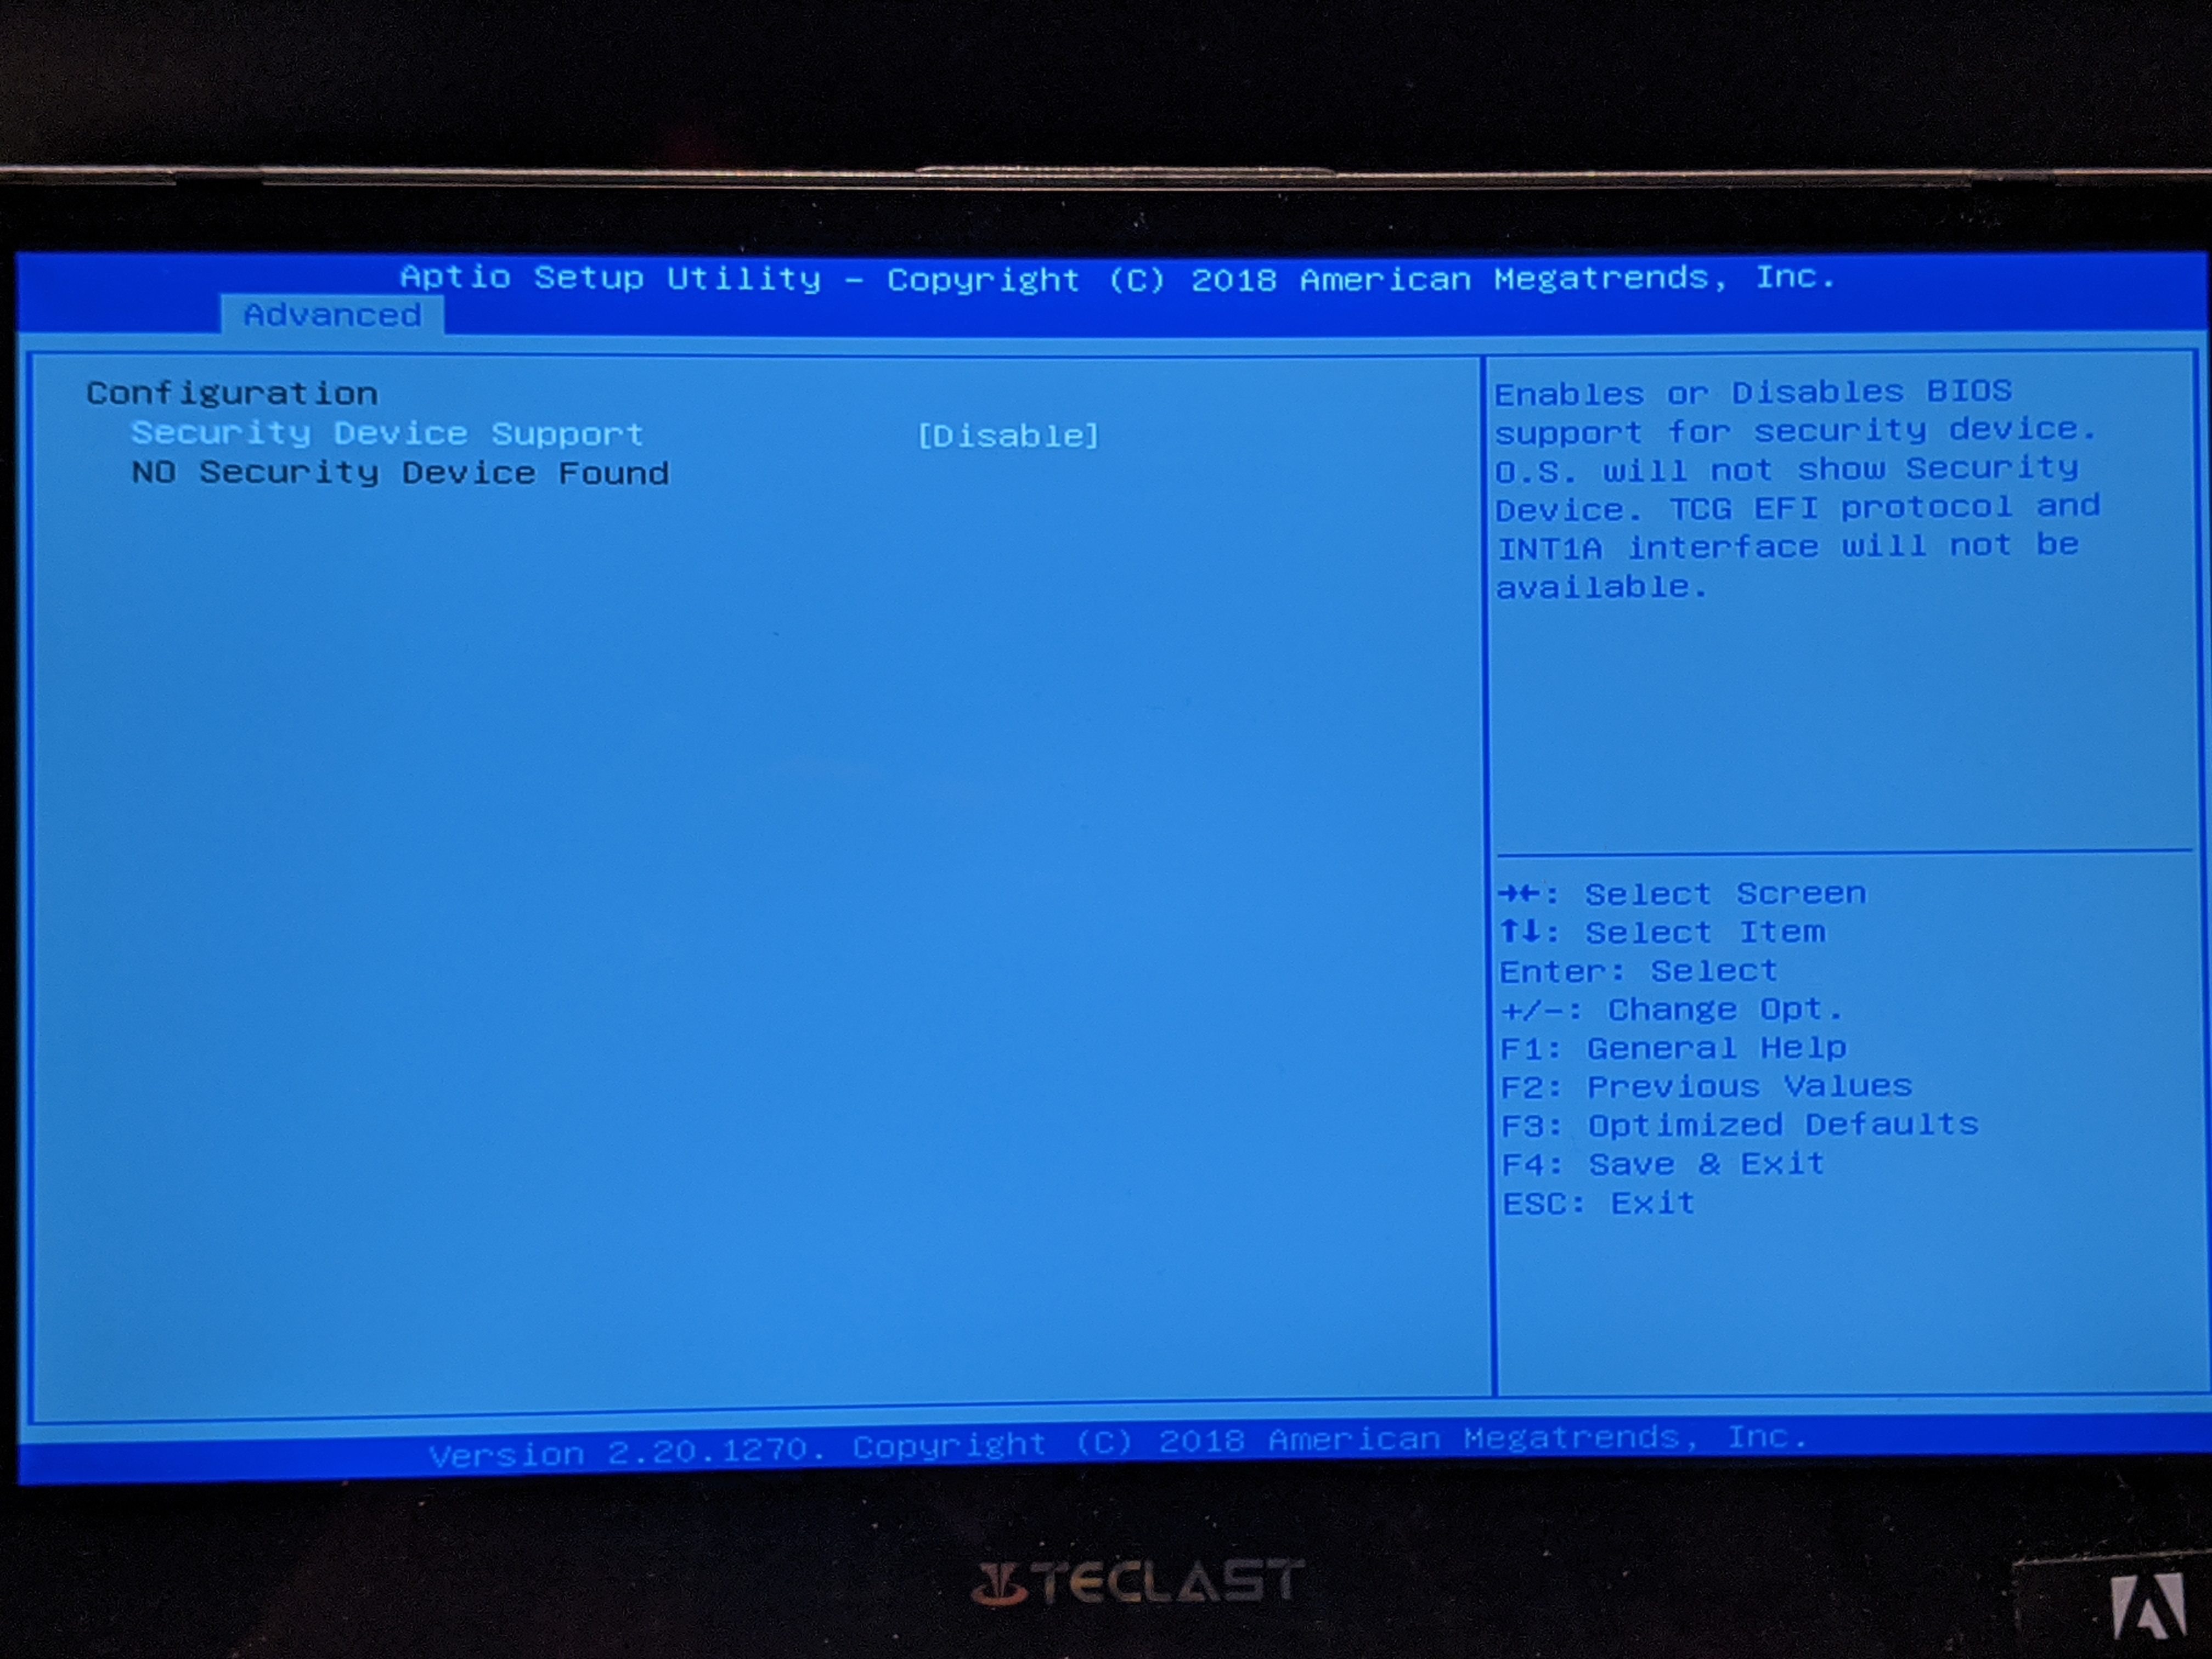 Aptio Setup Utility – Copyright (C) 2018 American Megatrends, Inc.
Advanced
Configuration
Security Device Support [Disable]
NO Security Device Found
Enables or Disables BIOS
support for security device.
O.S. will not show Security
Device. TCG EFI protocol and
INT1A interface will not be
available.
→←: Select Screen
↑↓: Select Item
Enter: Select
+/-: Change Opt.
F1: General Help
F2: Previous Values
F3: Optimized Defaults
F4: Save & Exit
ESC: Exit
Version 2.20.1270. Copyright (C) 2018 American Megatrends, Inc.
TECLAST